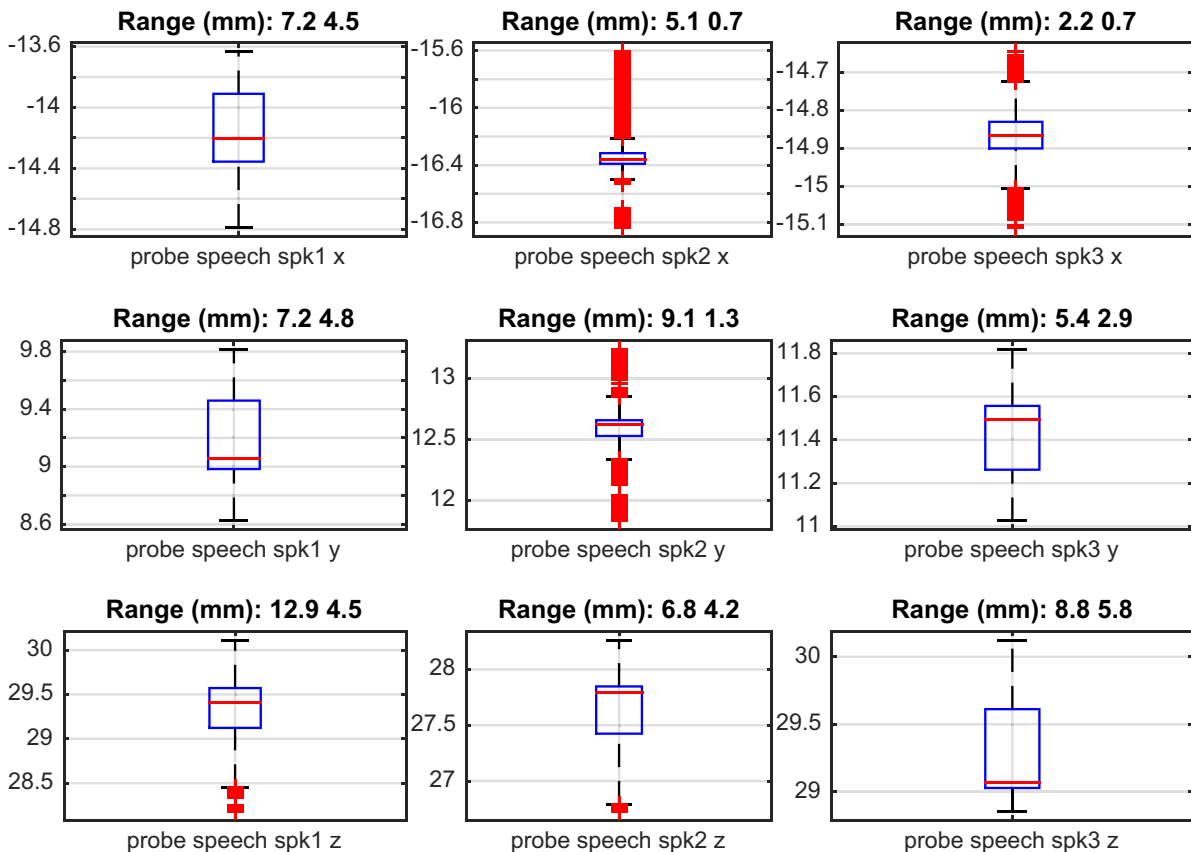 Range (mm): 7.2 4.5
-13.6
-14
-14.4
-14.8
probe speech spk1 x
Range (mm): 5.1 0.7
-15.6
-16
-16.4
-16.8
probe speech spk2 x
Range (mm): 2.2 0.7
-14.7
-14.8
-14.9
-15
-15.1
probe speech spk3 x
Range (mm): 7.2 4.8
9.8
9.4
9
8.6
probe speech spk1 y
Range (mm): 9.1 1.3
13
12.5
12
probe speech spk2 y
Range (mm): 5.4 2.9
11.8
11.6
11.4
11.2
11
probe speech spk3 y
Range (mm): 12.9 4.5
30
29.5
29
28.5
probe speech spk1 z
Range (mm): 6.8 4.2
28
27.5
27
probe speech spk2 z
Range (mm): 8.8 5.8
30
29.5
29
probe speech spk3 z